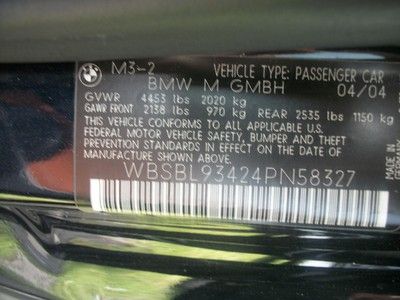 M3-2 VEHICLE TYPE: PASSENGER CAR
BMW M GMBH 04/04
GVWR 4453 lbs 2020 kg
GAWR FRONT 2138 lbs 970 kg REAR 2535 lbs 1150 kg
THIS VEHICLE CONFORMS TO ALL APPLICABLE
FEDERAL MOTOR VEHICLE SAFETY, BUMPER AND THEFT
PREVENTION STANDARDS IN EFFECT ON THE DATE OF
MANUFACTURE SHOWN ABOVE.
WBSBL93424PN58327